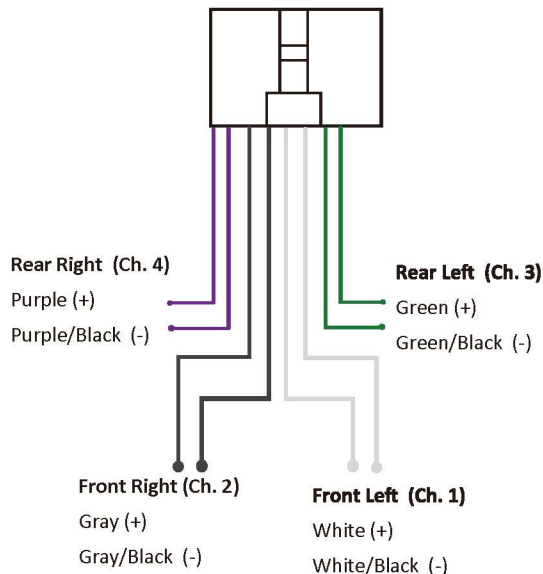 Rear Right (Ch. 4)
Purple (+)
Purple/Black (-)
Rear Left (Ch. 3)
Green (+)
Green/Black (-)
Front Right (Ch. 2)
Gray (+)
Gray/Black (-)
Front Left (Ch. 1)
White (+)
White/Black (-)